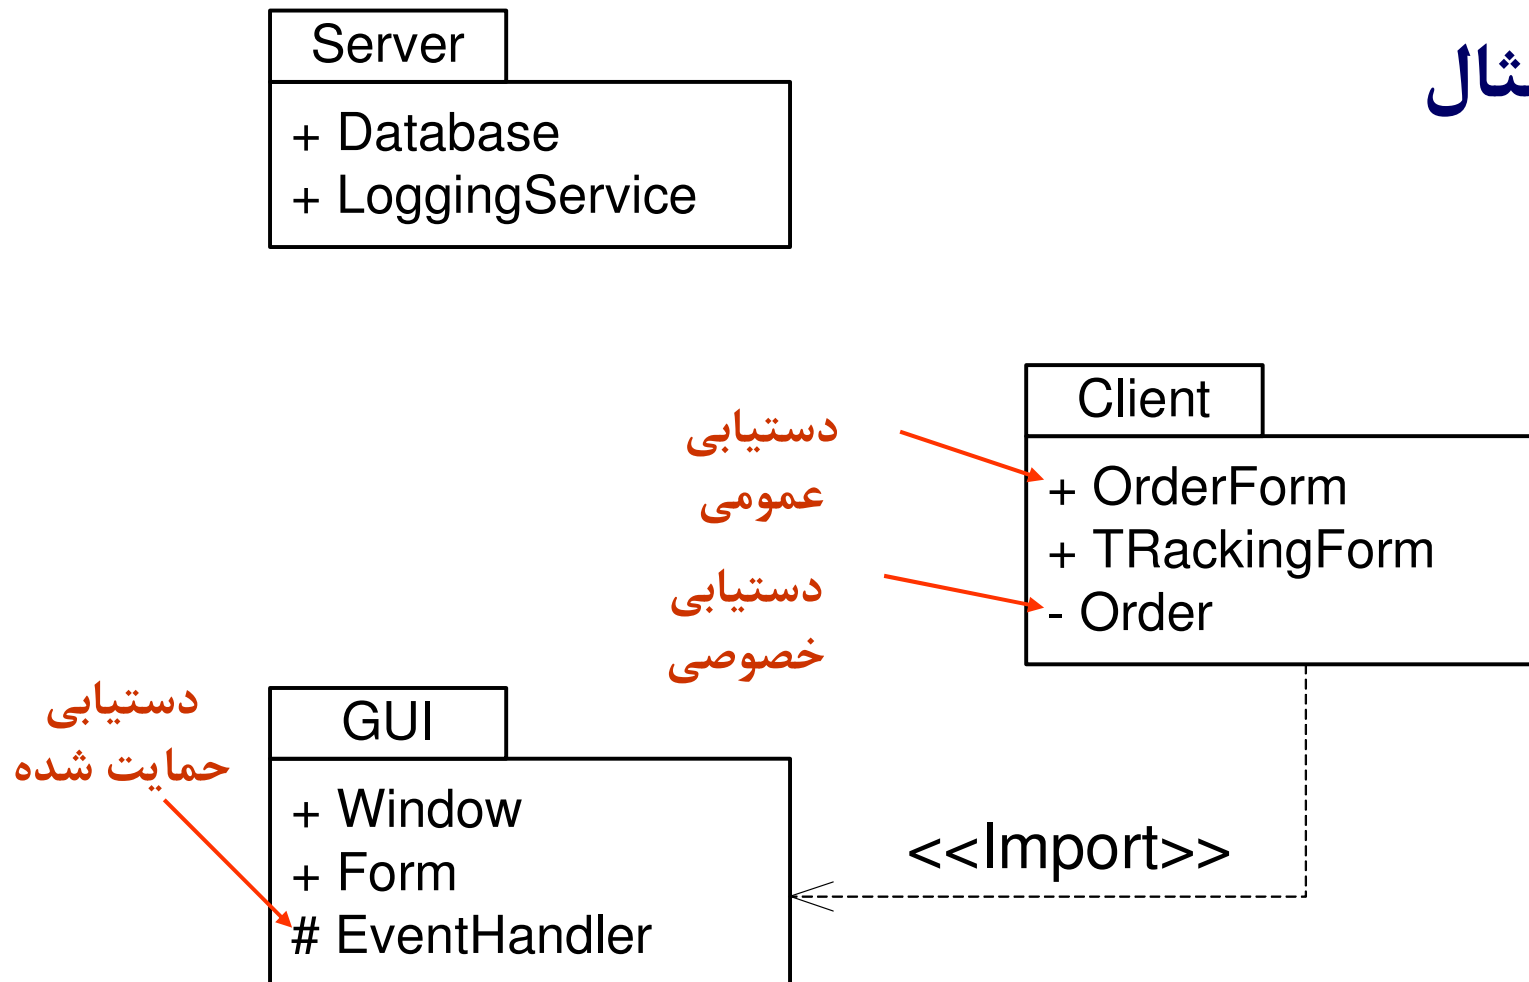 ثال
Server
+ Database
+ LoggingService
Client
+ OrderForm
+ TRackingForm
- Order
دستیابی
عمومی
دستیابی
خصوصی
دستیابی
حمایت شده
GUI
+ Window
+ Form
# EventHandler
<<Import>>